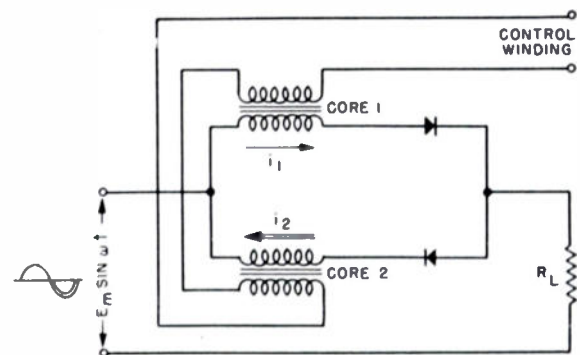 CONTROL
WINDING
CORE 1
i1
i2
CORE 2
RL
Em SIN ωt